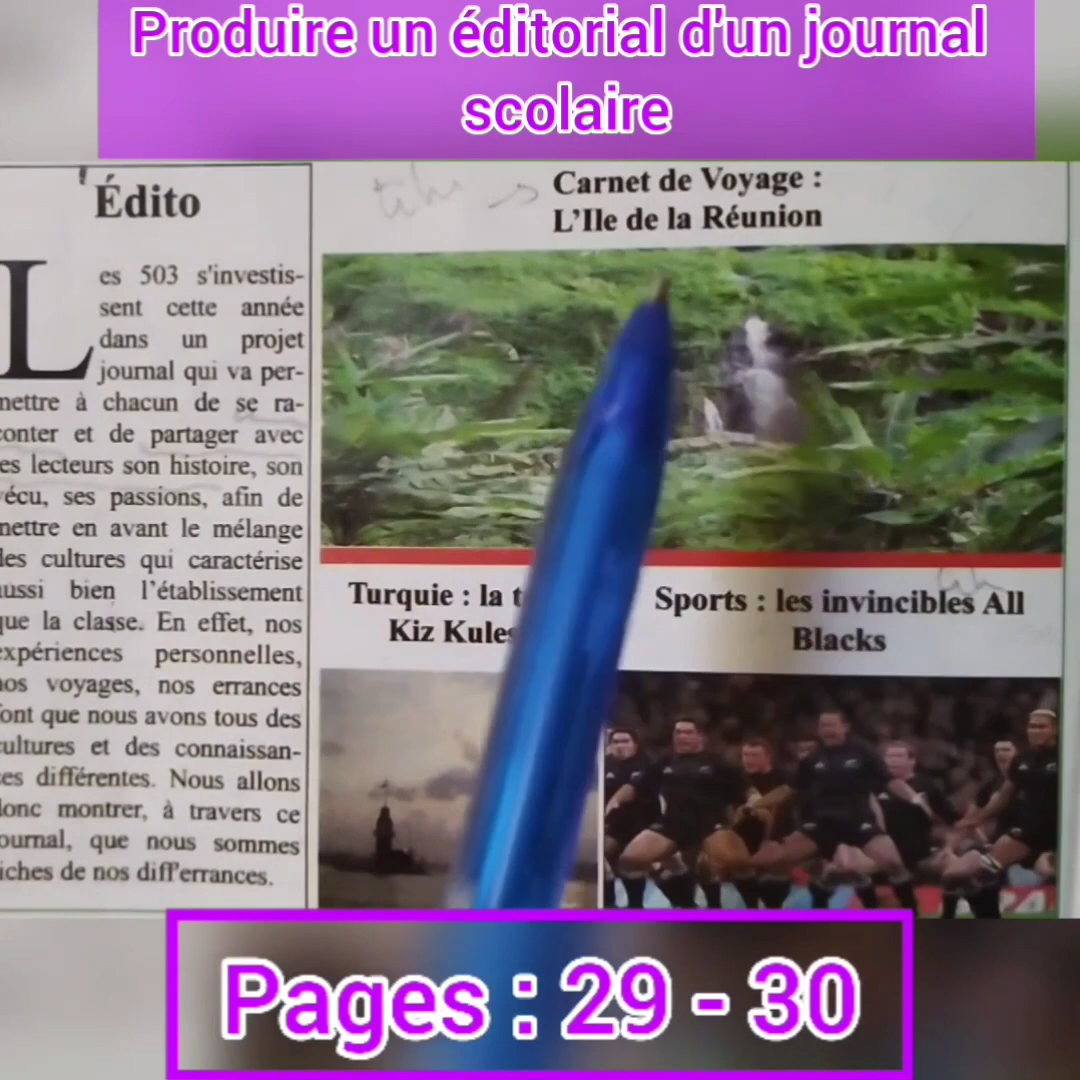 Produire un éditorial d'un journal
scolaire
Édito
Les 503 s'investis-
sent cette année
dans un projet
journal qui va per-
mettre à chacun de se ra-
conter et de partager avec
es lecteurs son histoire, son
écu, ses passions, afin de
mettre en avant le mélange
des cultures qui caractérise
aussi bien l'établissement
que la classe. En effet, nos
expériences personnelles,
nos voyages, nos errances
font que nous avons tous des
cultures et des connaissan-
ces différentes. Nous allons
donc montrer, à travers ce
journal, que nous sommes
iches de nos diff'errances.
Carnet de Voyage :
L'Ile de la Réunion
Turquie : la t
Kiz Kules
Sports : les invincibles All
Blacks
Pages : 29 - 30